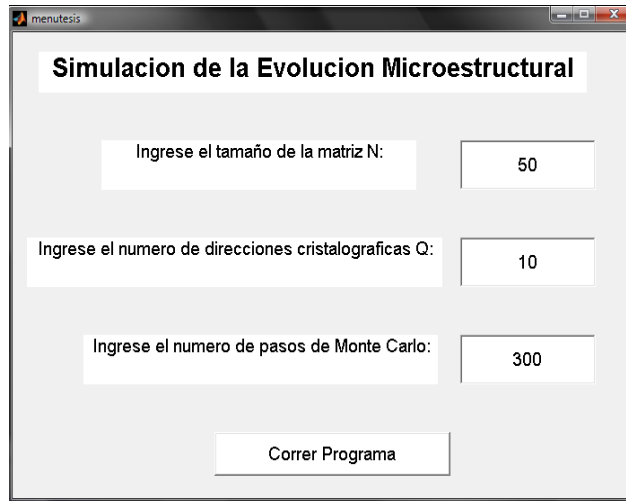 menutesis
Simulacion de la Evolucion Microestructural
Ingrese el tamaño de la matriz N:
50
Ingrese el numero de direcciones cristalograficas Q:
10
Ingrese el numero de pasos de Monte Carlo:
300
Correr Programa